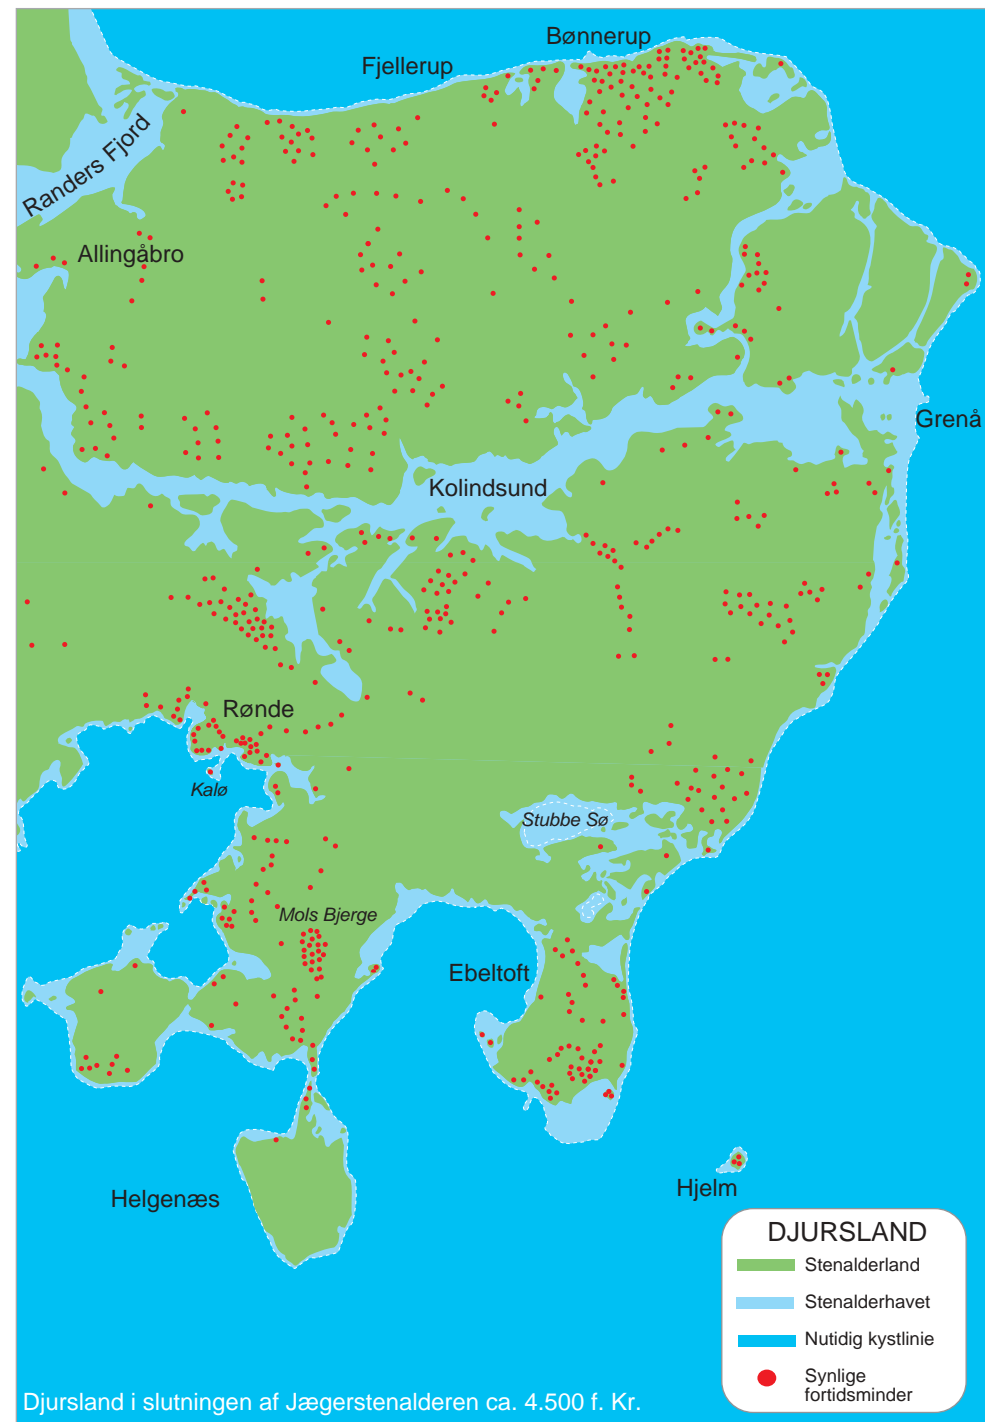 Bønnerup
Fjellerup
Randers Fjord
Allingåbro
Grenå
Kolindsund
Rønde
Kalø
Stubbe Sø
Mols Bjerge
Ebeltoft
Hjelm
Helgenæs
DJURSLAND
Stenalderland
Stenalderhavet
Nutidig kystlinie
Synlige
fortidsminder
Djursland i slutningen af Jægerstenalderen ca. 4.500 f. Kr.